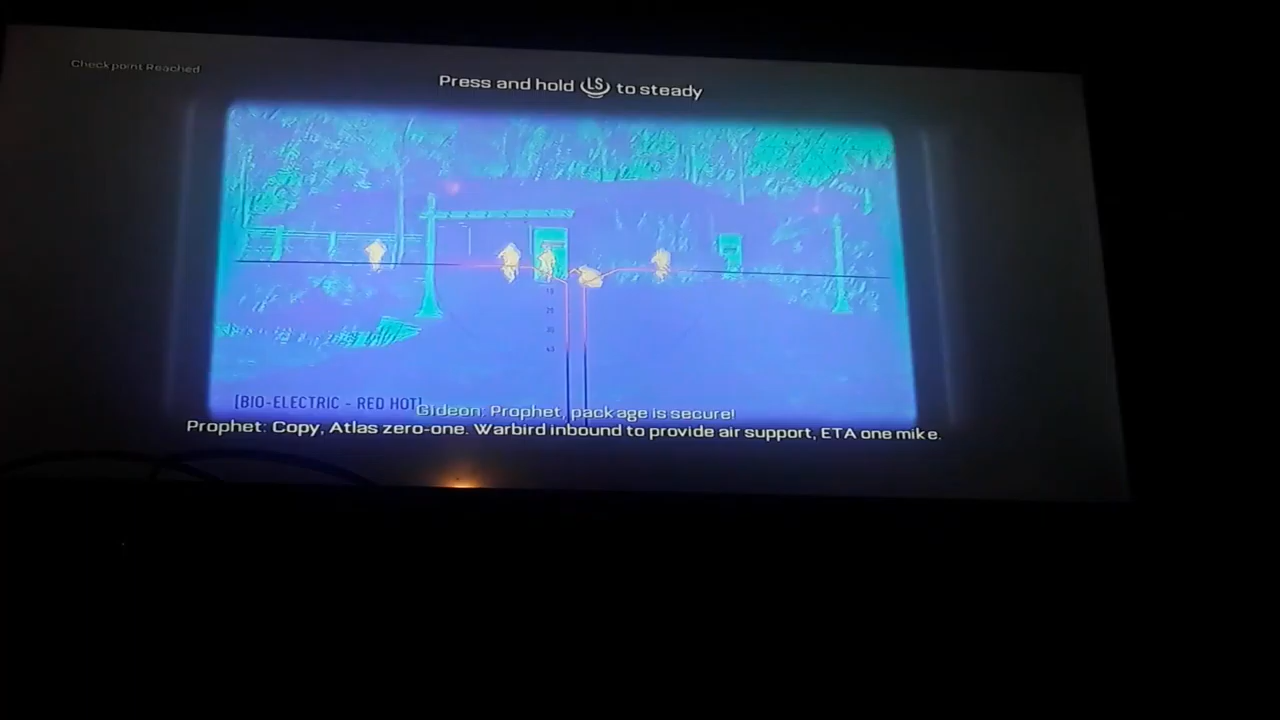 Checkpoint Reached
Press and hold LS to steady
[BIO-ELECTRIC - RED HOT]
Gideon: Prophet, package is secure!
Prophet: Copy, Atlas zero-one. Warbird inbound to provide air support, ETA one mike.